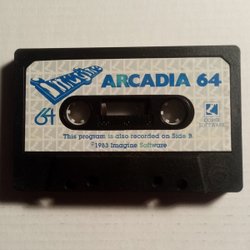 Imagine
ARCADIA 64
64
This program is also recorded on Side B
©1983 Imagine Software